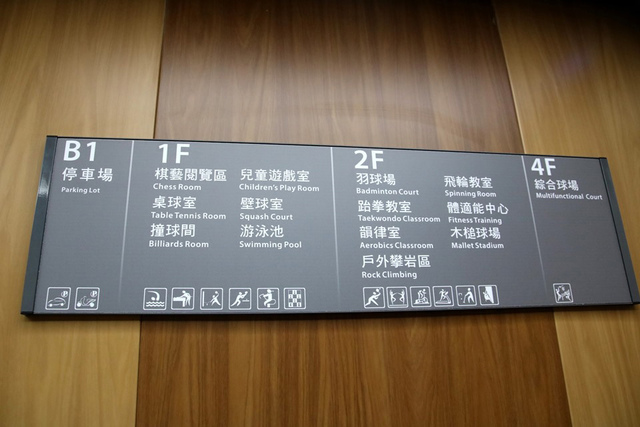 B1
停車場
Parking Lot
1F
棋藝閱覽區
Chess Room
桌球室
Table Tennis Room
撞球間
Billiards Room
兒童遊戲室
Children's Play Room
壁球室
Squash Court
游泳池
Swimming Pool
2F
羽球場
Badminton Court
跆拳教室
Taekwondo Classroom
韻律室
Aerobics Classroom
戶外攀岩區
Rock Climbing
飛輪教室
Spinning Room
體適能中心
Fitness Training
木槌球場
Mallet Stadium
4F
綜合球場
Multifunctional Court
P
P